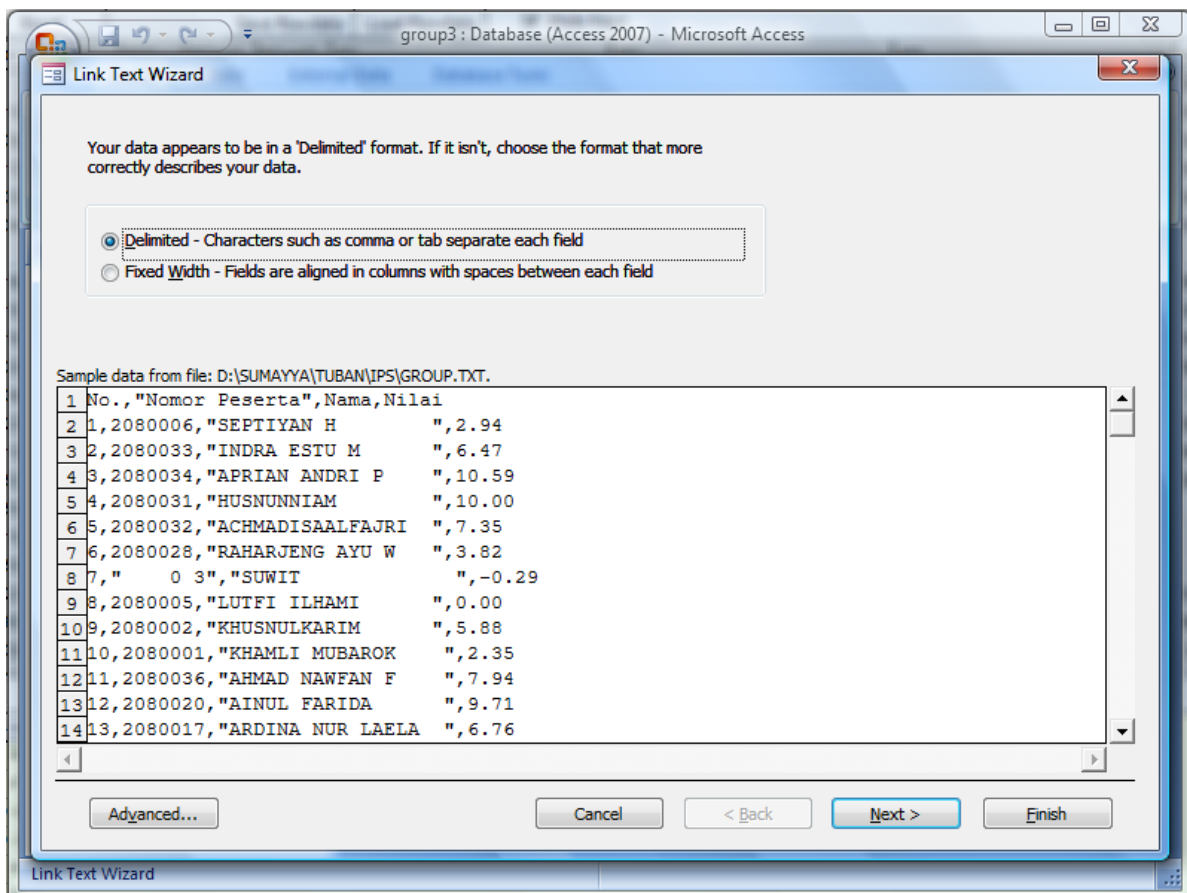 group3 : Database (Access 2007) - Microsoft Access
Link Text Wizard
Your data appears to be in a 'Delimited' format. If it isn't, choose the format that more
correctly describes your data.
Delimited - Characters such as comma or tab separate each field
Fixed Width - Fields are aligned in columns with spaces between each field
Sample data from file: D:\SUMAYYA\TUBAN\IPS\GROUP.TXT.
1 No.,"Nomor Peserta",Nama,Nilai
2 1,2080006,"SEPTIYAN H          ",2.94
3 2,2080033,"INDRA ESTU M        ",6.47
4 3,2080034,"APRIAN ANDRI P      ",10.59
5 4,2080031,"HUSNUNNIAM          ",10.00
6 5,2080032,"ACHMADISAALFAJRI    ",7.35
7 6,2080028,"RAHARJENG AYU W     ",3.82
8 7,"     0 3","SUWIT               ",-0.29
9 8,2080005,"LUTFI ILHAMI        ",0.00
10 9,2080002,"KHUSNULKARIM        ",5.88
11 10,2080001,"KHAMLI MUBAROK      ",2.35
12 11,2080036,"AHMAD NAWFAN F      ",7.94
13 12,2080020,"AINUL FARIDA        ",9.71
14 13,2080017,"ARDINA NUR LAELA    ",6.76
Advanced... Cancel < Back Next > Finish
Link Text Wizard